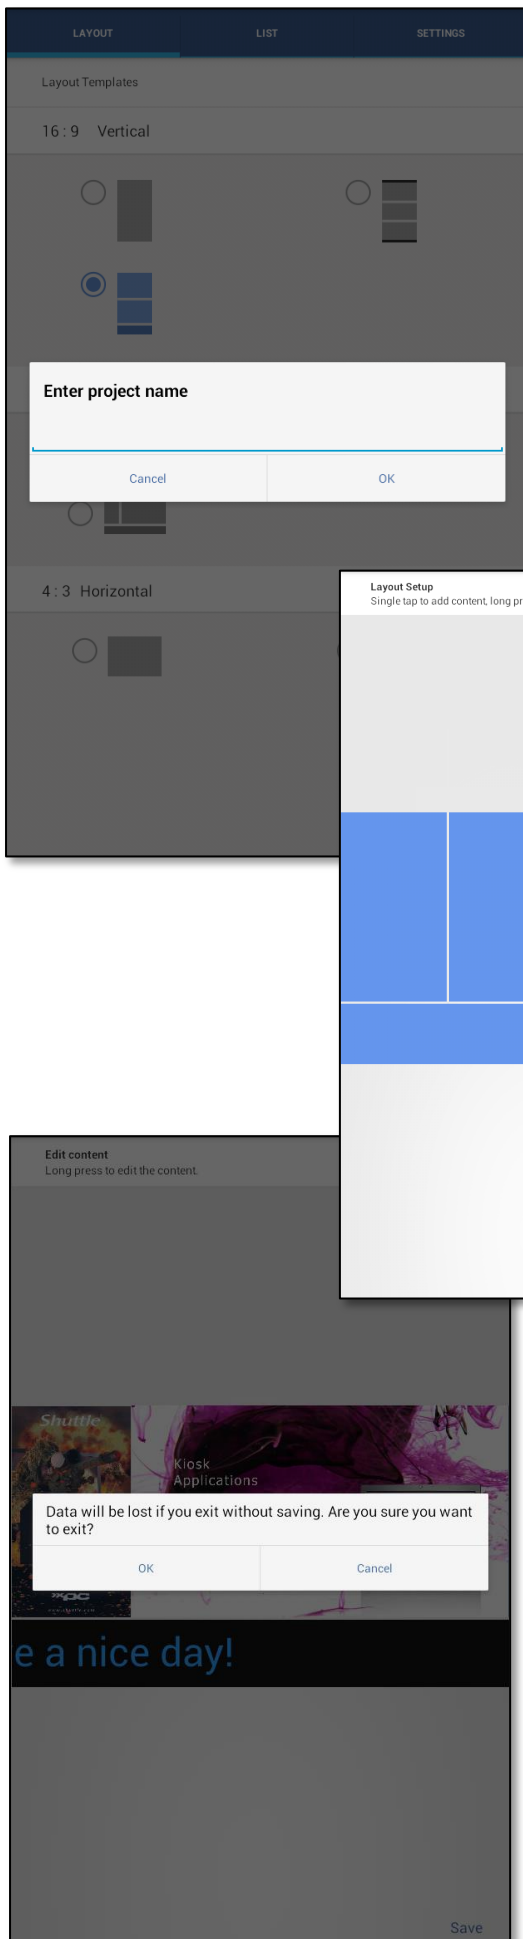 LAYOUT LIST SETTINGS
Layout Templates
16 : 9 Vertical
Enter project name
Cancel OK
4 : 3 Horizontal
Layout Setup
Single tap to add content, long pr
Edit content
Long press to edit the content.
Shuttle
Kiosk
Applications
Data will be lost if you exit without saving. Are you sure you want
to exit?
OK Cancel
e a nice day!
Save